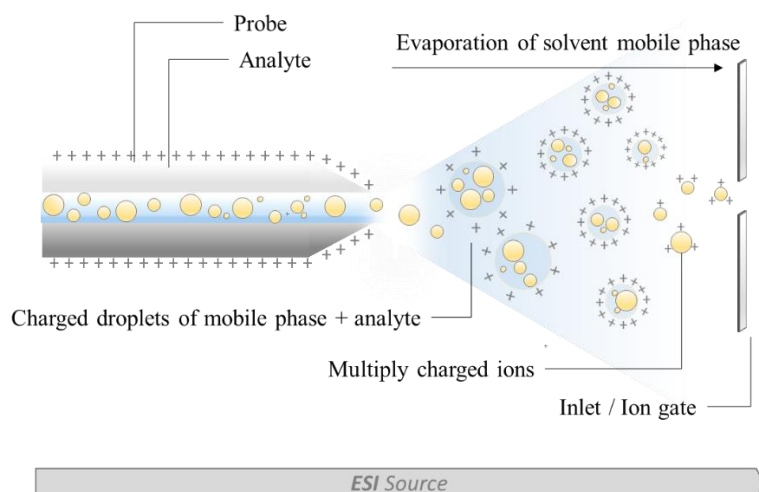 Probe
Evaporation of solvent mobile phase
Analyte
Charged droplets of mobile phase + analyte
Multiply charged ions
Inlet / Ion gate
ESI Source